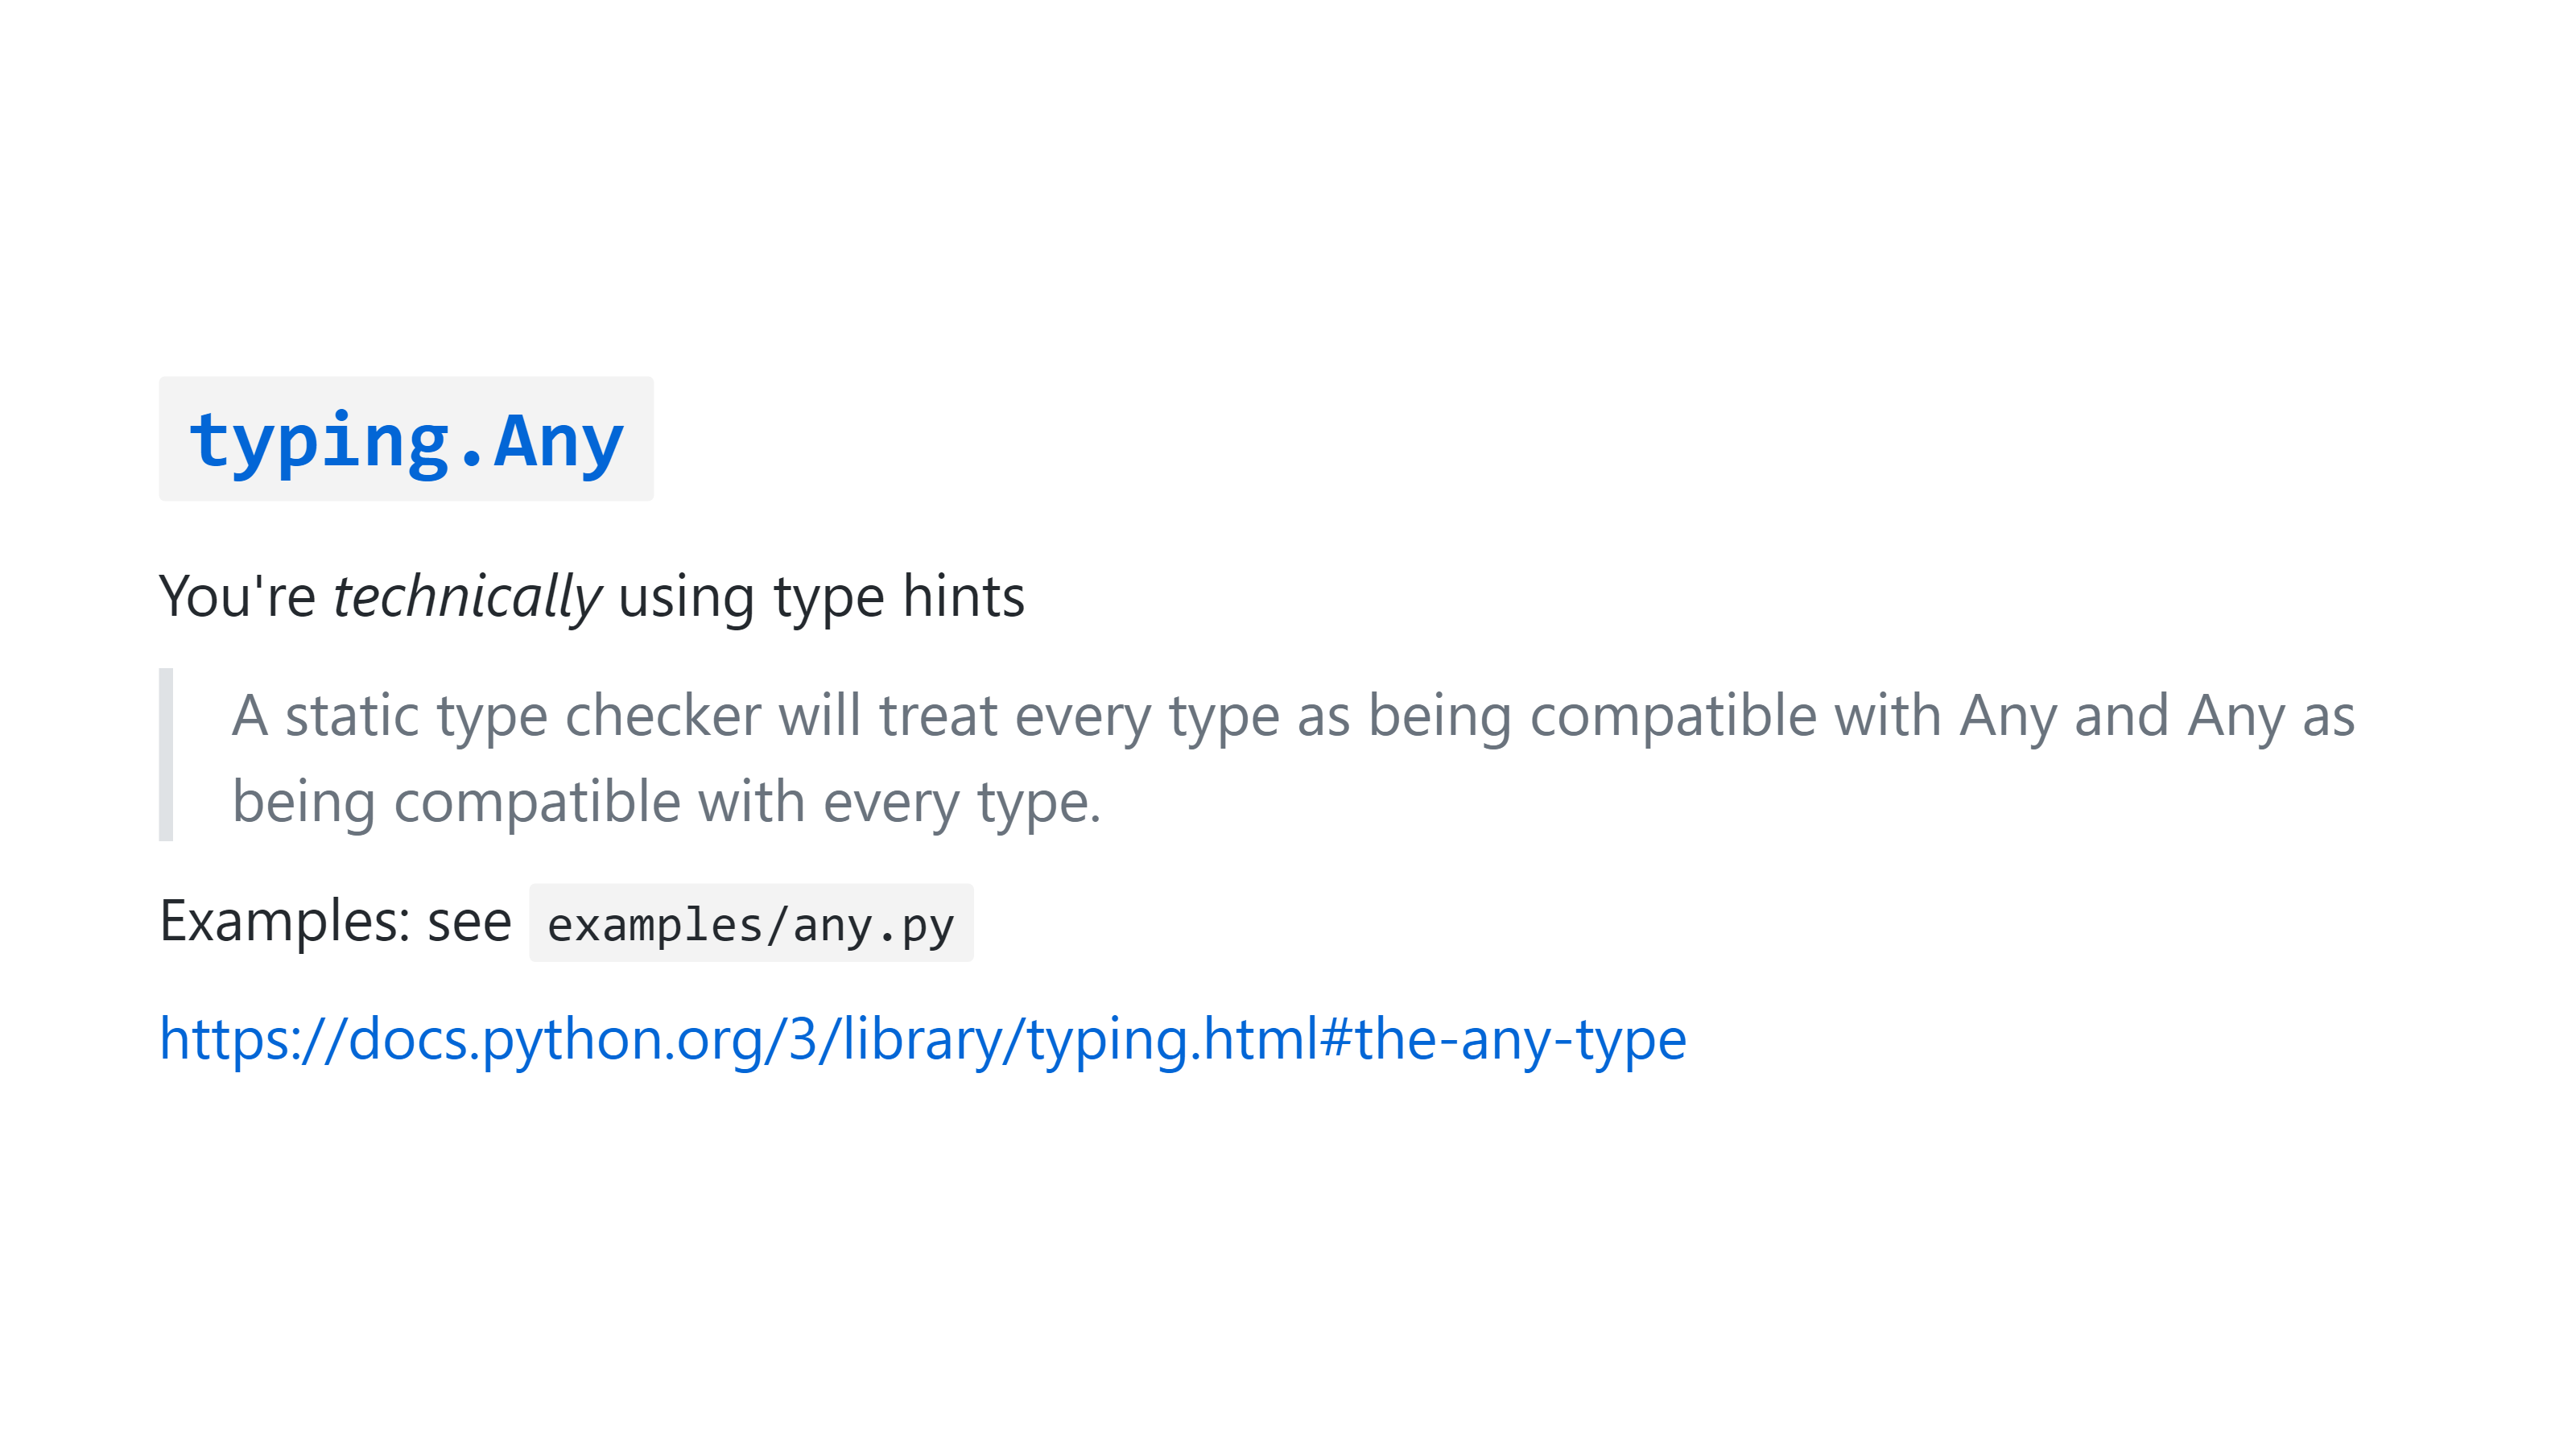 typing.Any
You're technically using type hints
A static type checker will treat every type as being compatible with Any and Any as
being compatible with every type.
Examples: see examples/any.py
https://docs.python.org/3/library/typing.html#the-any-type